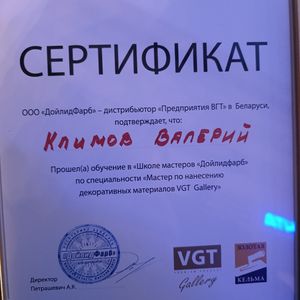 СЕРТИФИКАТ
ООО «ДойлидФарб» – дистрибьютор «Предприятия ВГТ» в Беларуси,
подтверждает, что:
Климов Валерий
Прошел(а) обучение в «Школе мастеров «Дойлидфарб»
по специальности «Мастер по нанесению
декоративных материалов VGT Gallery»
ДойлидФарб
Директор
Петрашевич А.К.
VGT
Gallery
ЗОЛОТАЯ
КЕЛЬМА